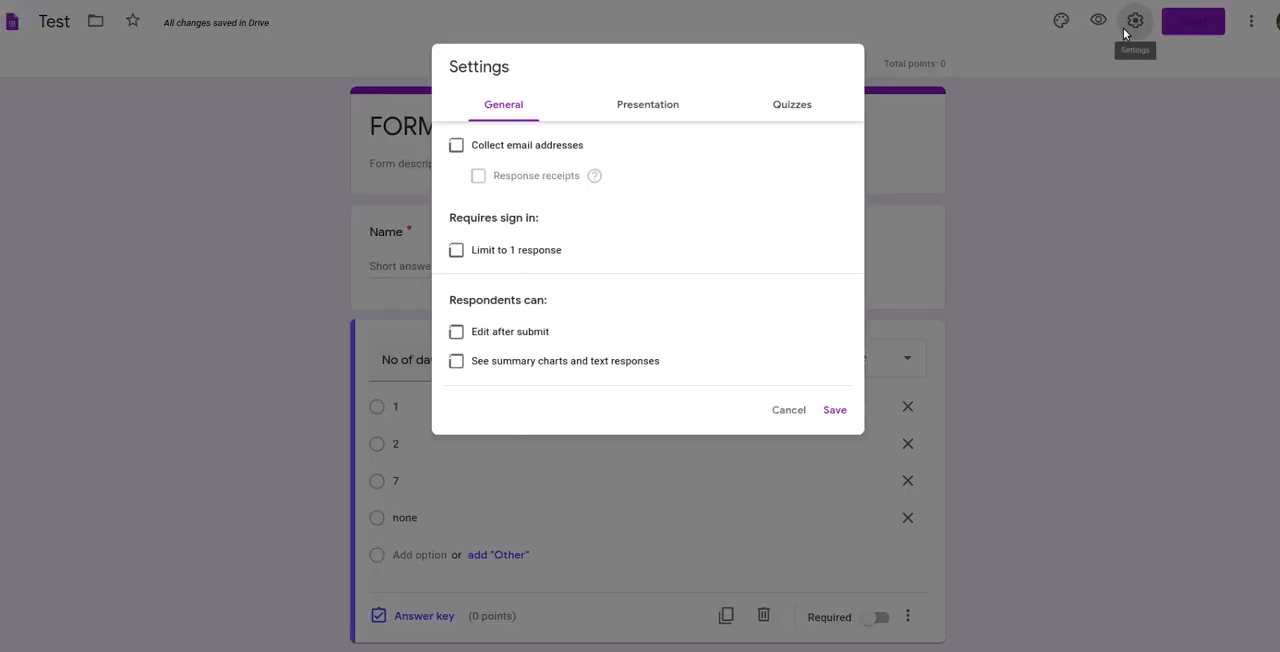 Test
All changes saved in Drive
Settings
Total points: 0
Settings
General Presentation Quizzes
Collect email addresses
Response receipts
Requires sign in:
Limit to 1 response
Respondents can:
Edit after submit
See summary charts and text responses
Cancel Save
FORM
Form descrip
Name *
Short answe
No of da
1
2
7
none
Add option or add "Other"
Answer key (0 points)
Required